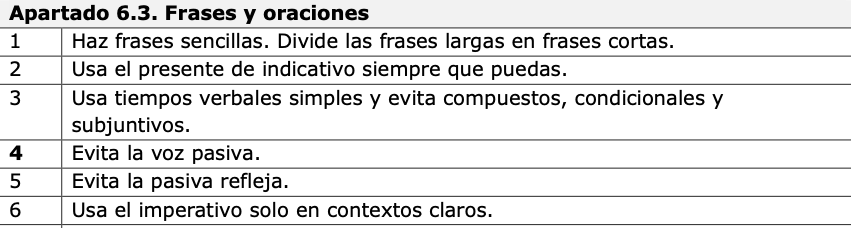 Apartado 6.3. Frases y oraciones
1 Haz frases sencillas. Divide las frases largas en frases cortas.
2 Usa el presente de indicativo siempre que puedas.
3 Usa tiempos verbales simples y evita compuestos, condicionales y
subjuntivos.
4 Evita la voz pasiva.
5 Evita la pasiva refleja.
6 Usa el imperativo solo en contextos claros.